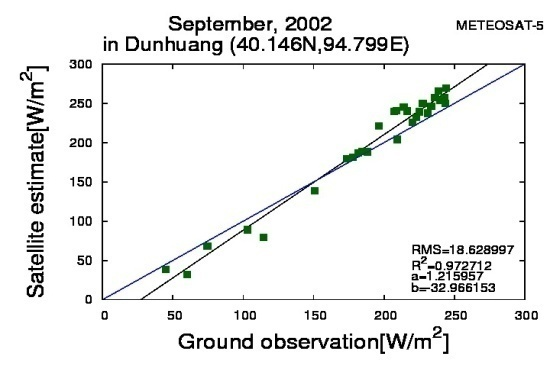 September, 2002
METEOSAT-5
in Dunhuang (40.146N,94.799E)
Satellite estimate[W/m²]
300
250
200
150
100
50
0
RMS=18.628997
R²=0.972712
a=1.215957
b=-32.966153
0 50 100 150 200 250 300
Ground observation[W/m²]